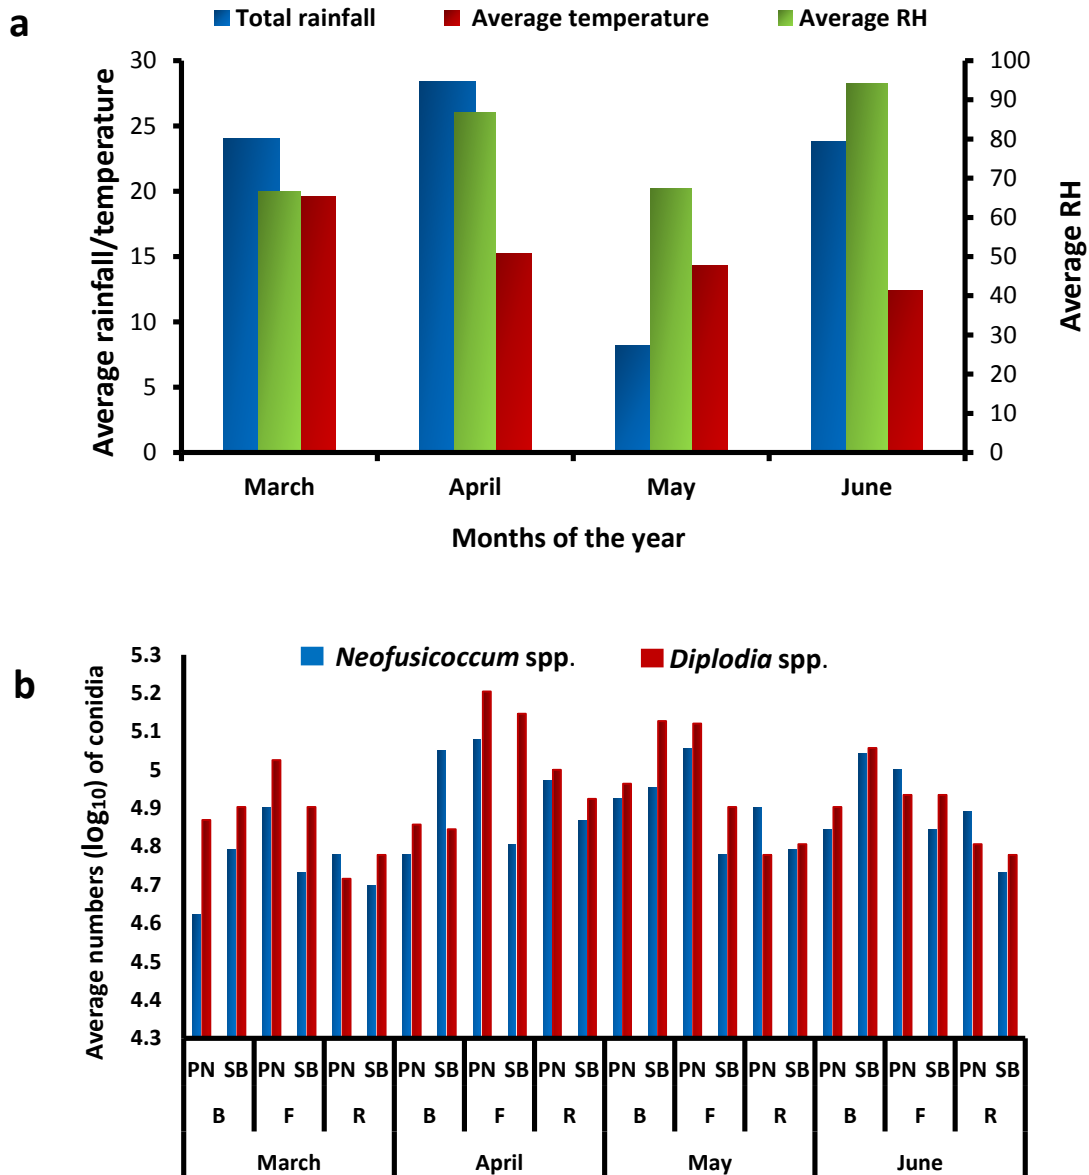 a
Total rainfall Average temperature Average RH
Average rainfall/temperature
30
25
20
15
10
5
0
100
90
80
70
60
50
40
30
20
10
0
Average RH
March April May June
Months of the year
b
Neofusicoccum spp. Diplodia spp.
Average numbers (log10) of conidia
5.3
5.2
5.1
5
4.9
4.8
4.7
4.6
4.5
4.4
4.3
PN SB PN SB PN SB PN SB PN SB PN SB PN SB PN SB PN SB PN SB PN SB PN SB
B F R B F R B F R B F R
March April May June